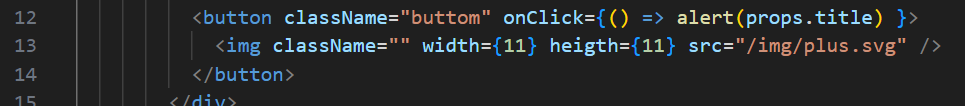 12 <button className="buttom" onClick={() => alert(props.title) }>
13 <img className="" width={11} heigth={11} src="/img/plus.svg" />
14 </button>
15 </div>